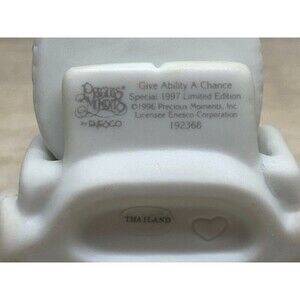 Precious
Moments
by Enesco
Give Ability A Chance
Special 1997 Limited Edition
©1996 Precious Moments, Inc.
Licensee Enesco Corporation
192368
THAILAND